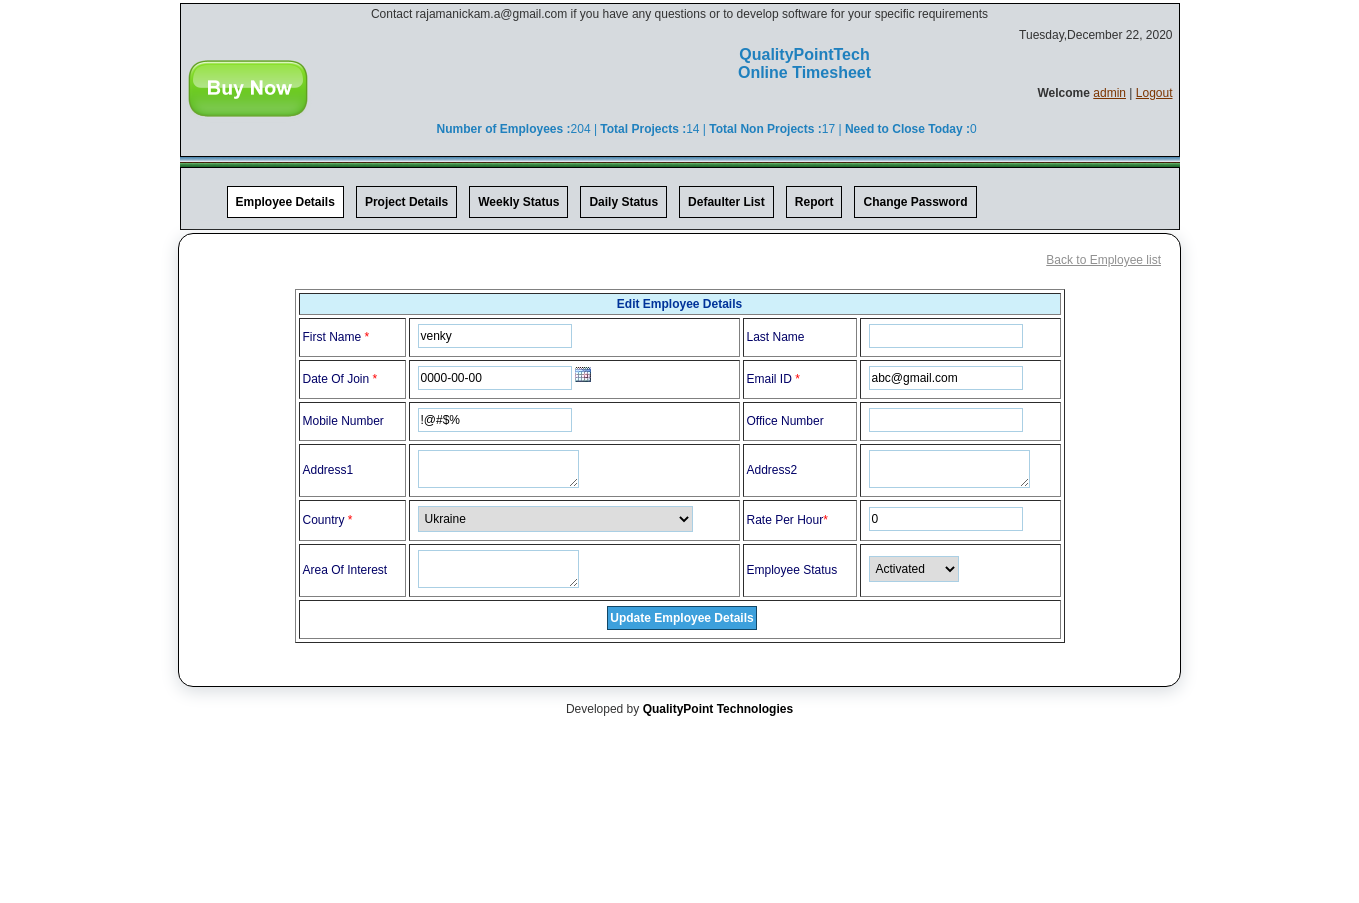 Contact rajamanickam.a@gmail.com if you have any questions or to develop software for your specific requirements
Tuesday,December 22, 2020
QualityPointTech
Online Timesheet
Buy Now
Welcome admin | Logout
Number of Employees :204 | Total Projects :14 | Total Non Projects :17 | Need to Close Today :0
Employee Details Project Details Weekly Status Daily Status Defaulter List Report Change Password
Back to Employee list
Edit Employee Details
First Name * venky Last Name
Date Of Join * 0000-00-00 Email ID * abc@gmail.com
Mobile Number !@#$% Office Number
Address1 Address2
Country * Ukraine Rate Per Hour* 0
Area Of Interest Employee Status Activated
Update Employee Details
Developed by QualityPoint Technologies